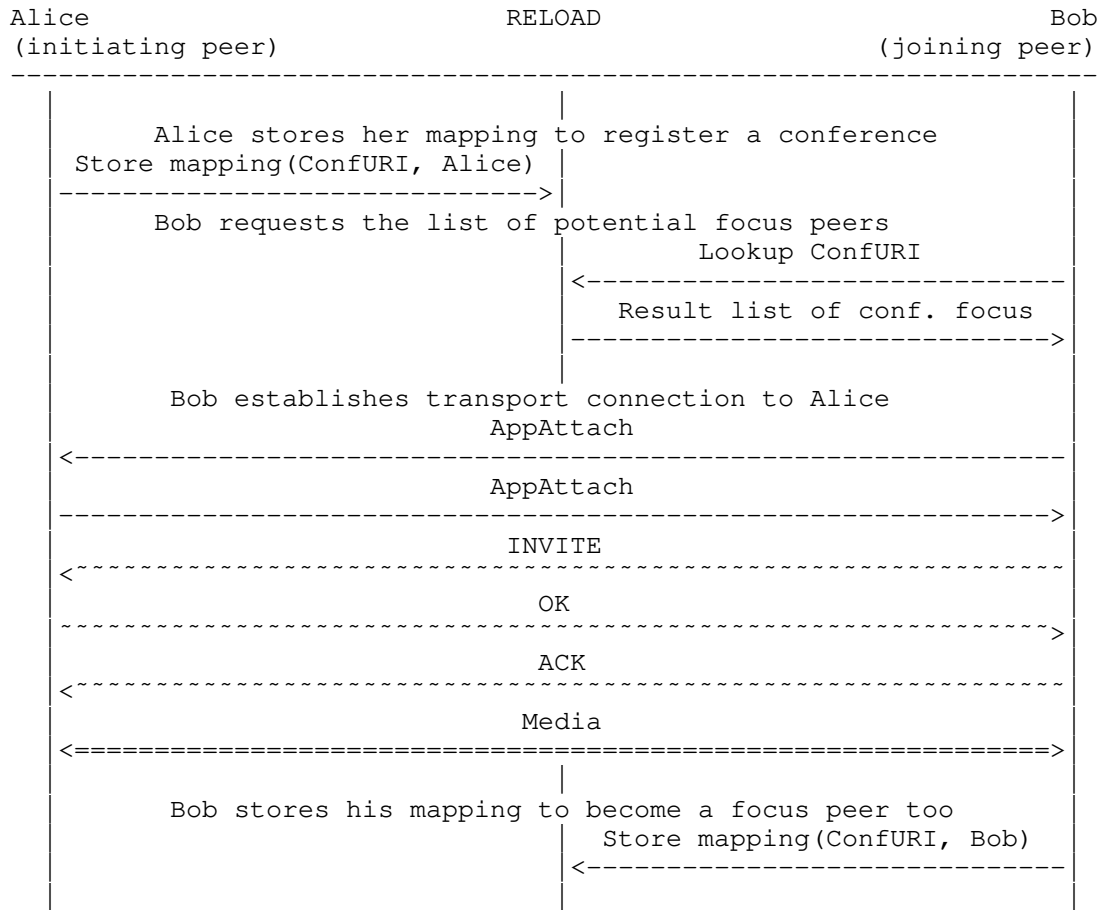 Alice RELOAD Bob
(initiating peer) (joining peer)
Alice stores her mapping to register a conference
Store mapping(ConfURI, Alice)
Bob requests the list of potential focus peers
Lookup ConfURI
Result list of conf. focus
Bob establishes transport connection to Alice
AppAttach
AppAttach
INVITE
OK
ACK
Media
Bob stores his mapping to become a focus peer too
Store mapping(ConfURI, Bob)